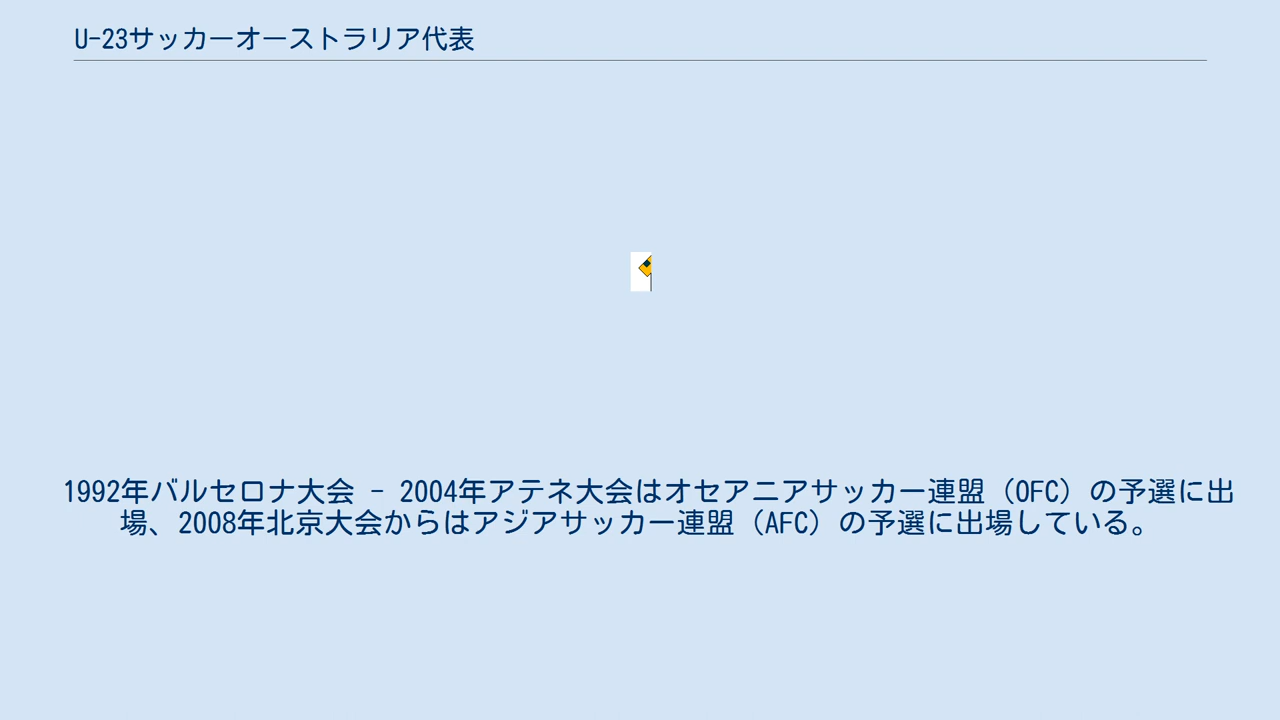 U-23サッカーオーストラリア代表
1992年バルセロナ大会 - 2004年アテネ大会はオセアニアサッカー連盟（OFC）の予選に出
場、2008年北京大会からはアジアサッカー連盟（AFC）の予選に出場している。